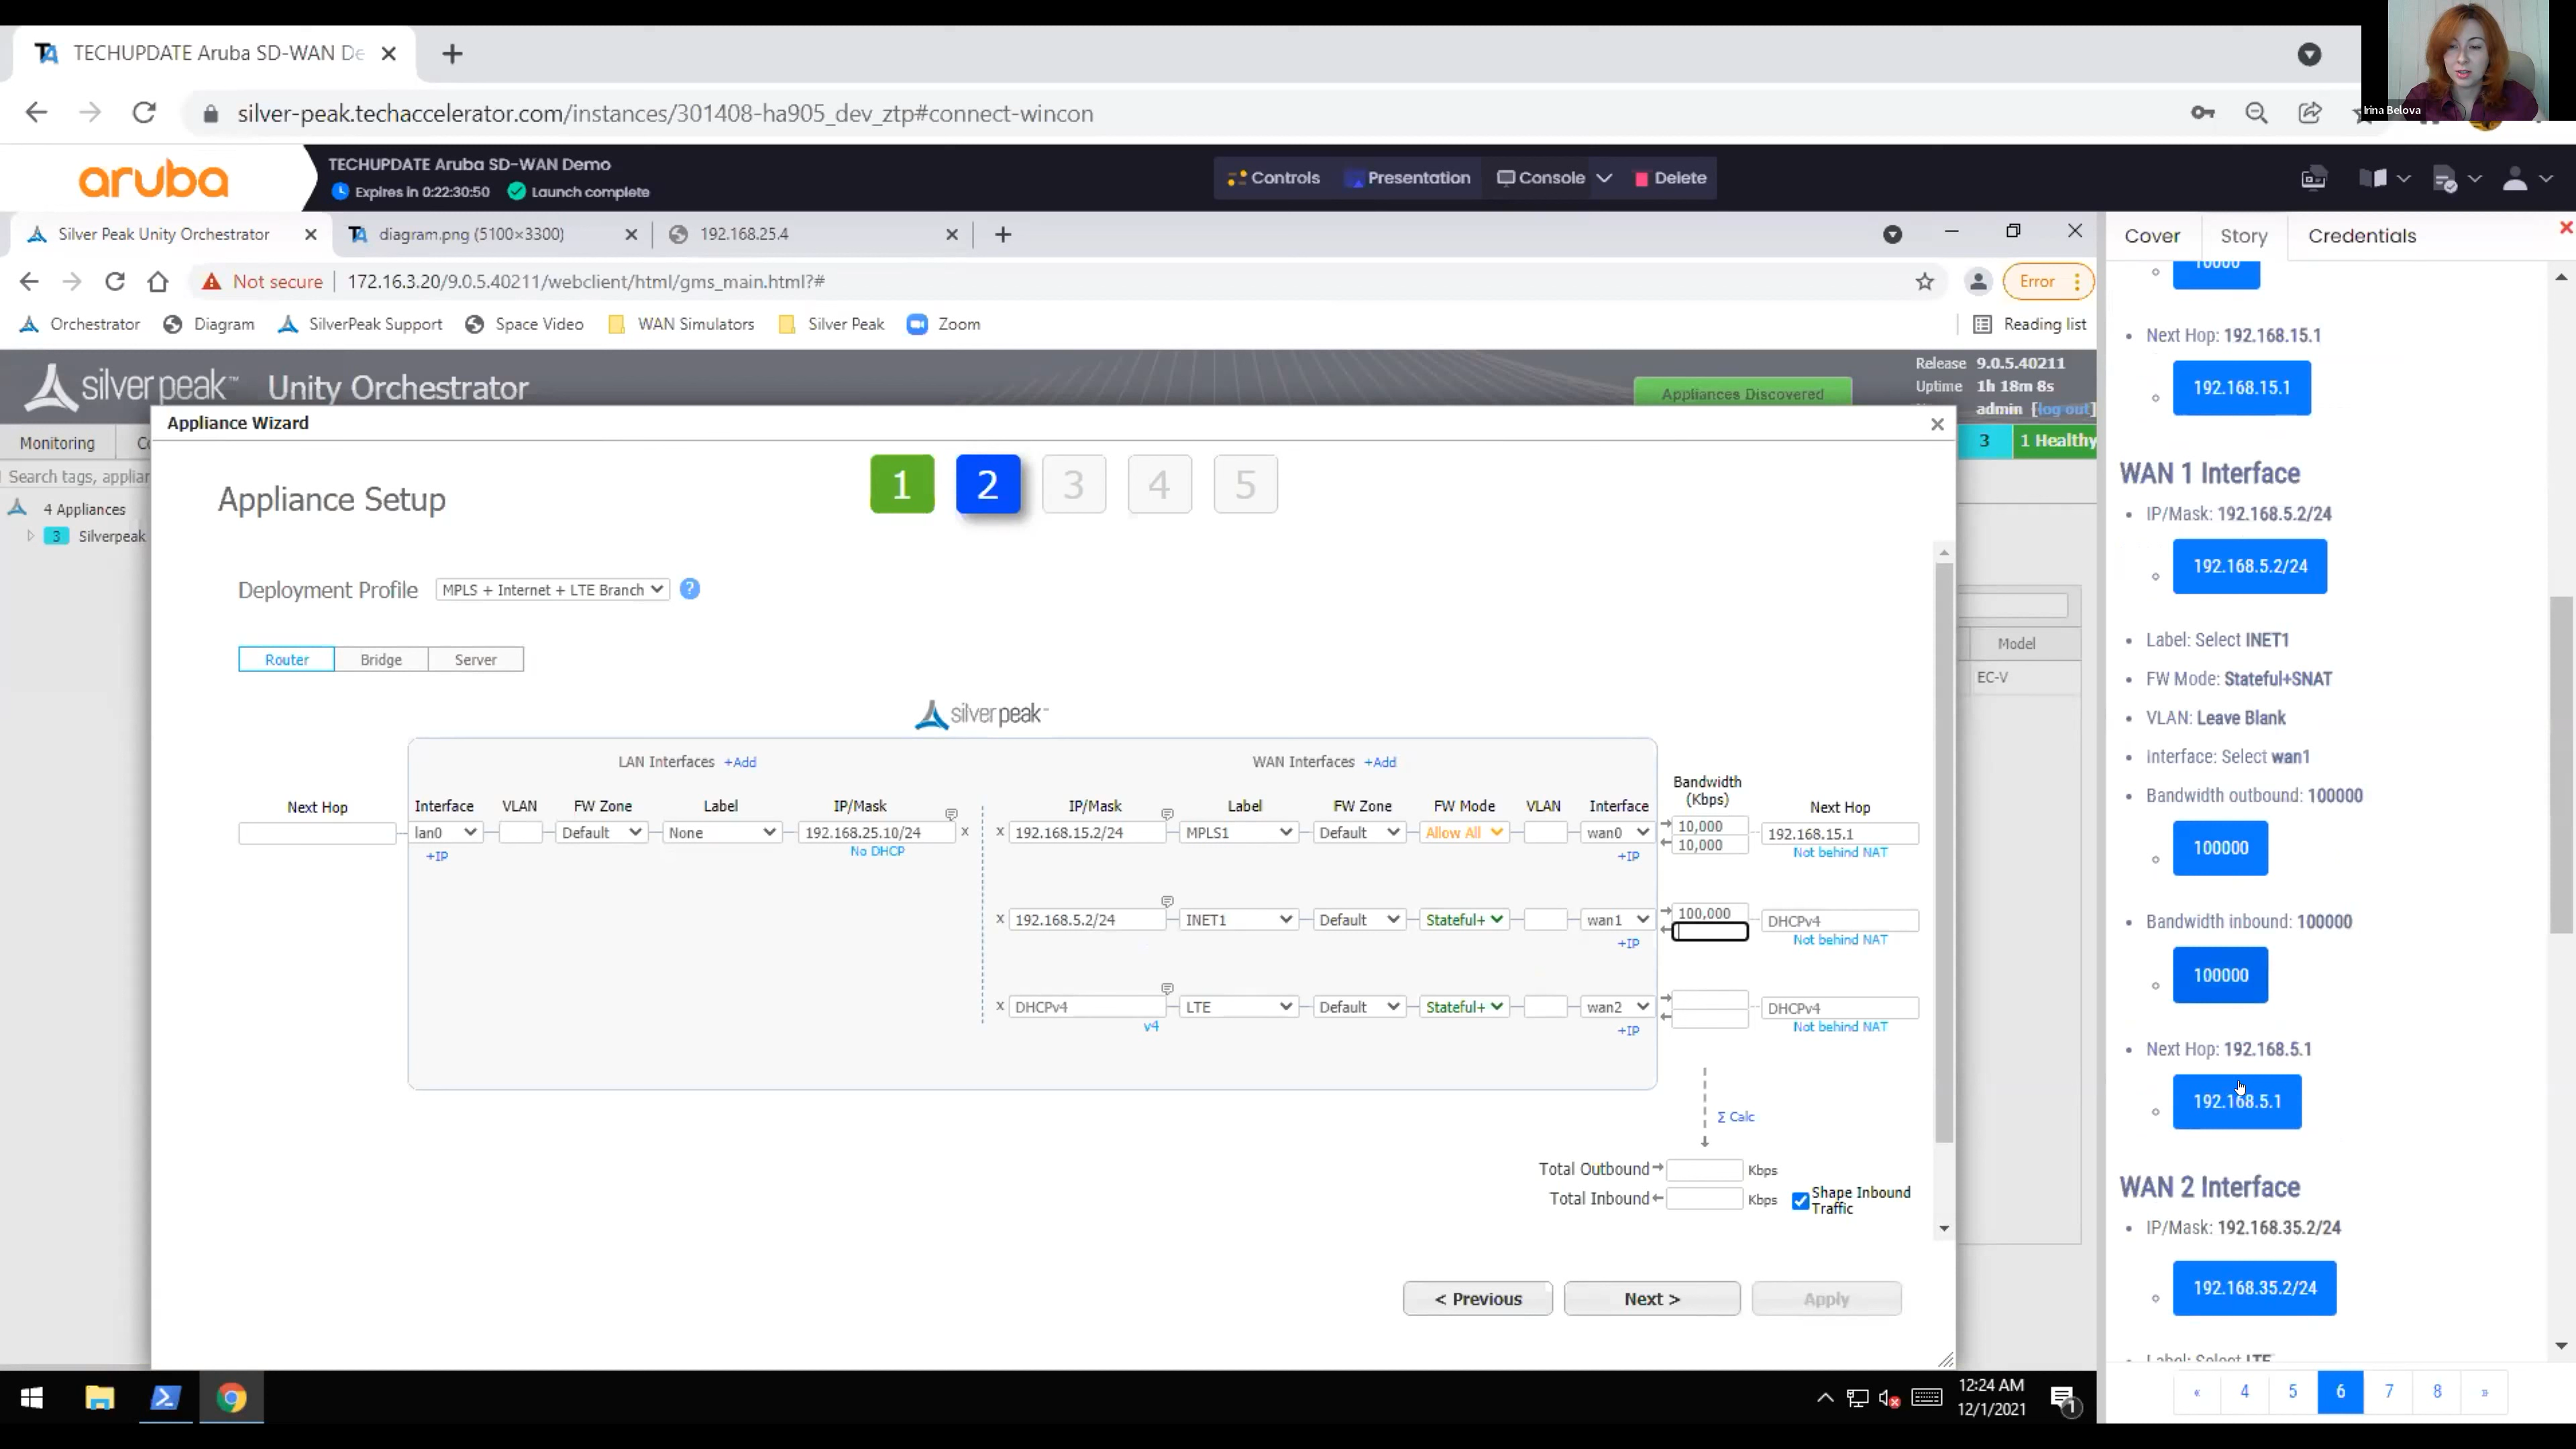 TECHUPDATE Aruba SD-WAN De
silver-peak.techaccelerator.com/instances/301408-ha905_dev_ztp#connect-wincon
Irina Belova
aruba
TECHUPDATE Aruba SD-WAN Demo
Expires in 0:22:30:50 Launch complete
Controls Presentation Console Delete
Silver Peak Unity Orchestrator diagram.png (5100×3300) 192.168.25.4
Not secure 172.16.3.20/9.0.5.40211/webclient/html/gms_main.html?# Error
Orchestrator Diagram SilverPeak Support Space Video WAN Simulators Silver Peak Zoom Reading list
silver peak™ Unity Orchestrator
Appliances Discovered
Release 9.0.5.40211
Uptime 1h 18m 8s
admin [log out]
Monitoring
3 1 Healthy
Search tags, applian
4 Appliances
3 Silverpeak
Model
EC-V
Appliance Wizard
Appliance Setup
1 2 3 4 5
Deployment Profile MPLS + Internet + LTE Branch ?
Router Bridge Server
silver peak™
LAN Interfaces +Add WAN Interfaces +Add
Bandwidth
(Kbps)
Next Hop Interface VLAN FW Zone Label IP/Mask IP/Mask Label FW Zone FW Mode VLAN Interface Next Hop
lan0 Default None 192.168.25.10/24 x x 192.168.15.2/24 MPLS1 Default Allow All wan0 10,000 192.168.15.1
10,000
+IP No DHCP +IP Not behind NAT
x 192.168.5.2/24 INET1 Default Stateful+ wan1 100,000 DHCPv4
+IP Not behind NAT
x DHCPv4 LTE Default Stateful+ wan2 DHCPv4
v4 +IP Not behind NAT
Σ Calc
Total Outbound Kbps
Total Inbound Kbps Shape Inbound
Traffic
< Previous Next > Apply
12:24 AM
12/1/2021
1
Cover Story Credentials
10000
Next Hop: 192.168.15.1
192.168.15.1
WAN 1 Interface
IP/Mask: 192.168.5.2/24
192.168.5.2/24
Label: Select INET1
FW Mode: Stateful+SNAT
VLAN: Leave Blank
Interface: Select wan1
Bandwidth outbound: 100000
100000
Bandwidth inbound: 100000
100000
Next Hop: 192.168.5.1
192.168.5.1
WAN 2 Interface
IP/Mask: 192.168.35.2/24
192.168.35.2/24
Label: Select LTE
« 4 5 6 7 8 »